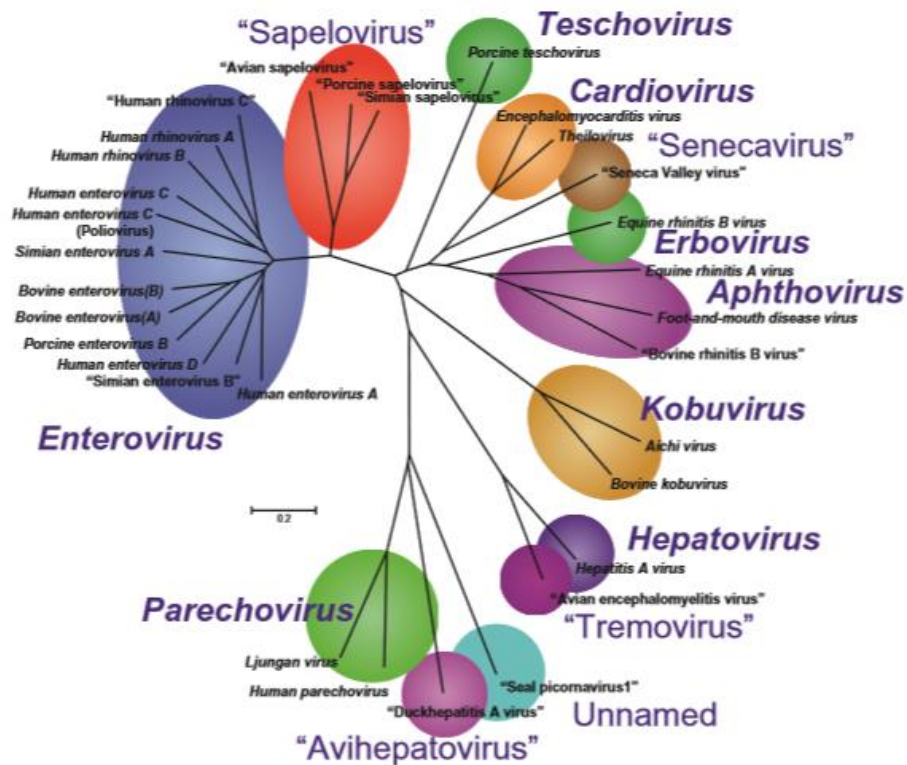 "Sapelovirus"
"Avian sapelovirus"
"Porcine sapelovirus"
"Simian sapelovirus"
Teschovirus
Porcine teschovirus
Cardiovirus
Encephalomyocarditis virus
Theilovirus
"Senecavirus"
"Seneca Valley virus"
Equine rhinitis B virus
Erbovirus
Equine rhinitis A virus
Aphthovirus
Foot-and-mouth disease virus
"Bovine rhinitis B virus"
Kobuvirus
Aichi virus
Bovine kobuvirus
Hepatovirus
Hepatitis A virus
"Avian encephalomyelitis virus"
"Tremovirus"
"Seal picornavirus1"
Unnamed
"Duckhepatitis A virus"
"Avihepatovirus"
Parechovirus
Ljungan virus
Human parechovirus
0.2
"Human rhinovirus C"
Human rhinovirus A
Human rhinovirus B
Human enterovirus C
Human enterovirus C
(Poliovirus)
Simian enterovirus A
Bovine enterovirus(B)
Bovine enterovirus(A)
Porcine enterovirus B
Human enterovirus D
"Simian enterovirus B"
Human enterovirus A
Enterovirus